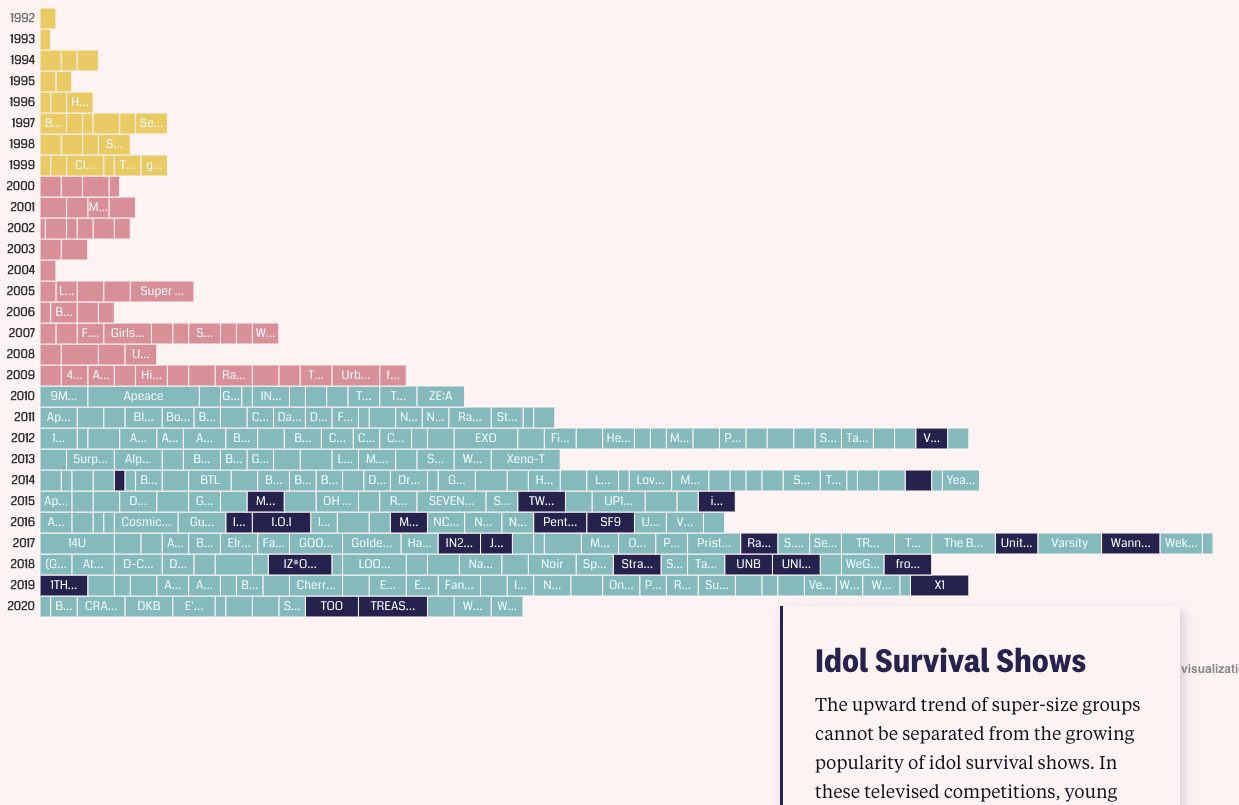 1992
1993
1994
1995
1996 H...
1997 B... Se...
1998 S...
1999 Cl... T... g...
2000
2001 M...
2002
2003
2004
2005 L... Super ...
2006 B...
2007 F.... Girls... S... W...
2008 U...
2009 4... A... Hi... Ra... T... Urb... f...
2010 9M... Apeace G... IN... T... T... ZE:A
2011 Ap... Bl... Bo... B... C... Da... D... F... N... N... Ra... St...
2012 1... A... A... A... B... B... C... C... C... EXO Fi... He... M... P... S... Ta... V...
2013 5urp... Alp... B... B... G... L... M.... S... W... Xeno-T
2014 B... BTL B... B... B... D... Dr... G... H... L... Lov... M... S... T... Yea...
2015 Ap... D... G... M... OH ... R... SEVEN... S... TW... UP1... i...
2016 A... Cosmic... Gu... I... I.O.I I... M... NC... N... N... Pent... SF9 U... V...
2017 14U A... B... Elr... Fa... GOO... Golde... Ha... IN2... J... M... O... P... Prist... Ra... S.... Se... TR... T... The B... Unit... Varsity Wann... Wek...
2018 (G... At... D-C... D... IZ*O... LOO... Na... Noir Sp... Stra... S... Ta... UNB UNI... WeG... fro...
2019 1TH... A... A... B... Cherr... E... E... Fan... I... N... On... P... R... Su... Ve... W... W... X1
2020 B... CRA... DKB E'... S... TOO TREAS... W... W...
Idol Survival Shows
visualizati
The upward trend of super-size groups
cannot be separated from the growing
popularity of idol survival shows. In
these televised competitions, young